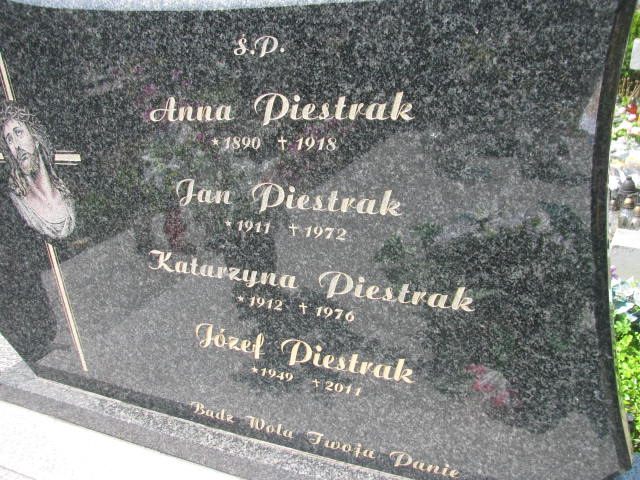 Ś.P.
Anna Piestrak
*1890 +1918
Jan Piestrak
*1911 +1972
Katarzyna Piestrak
*1912 +1976
Józef Piestrak
*1949 +2011
Bądź Wola Twoja Panie